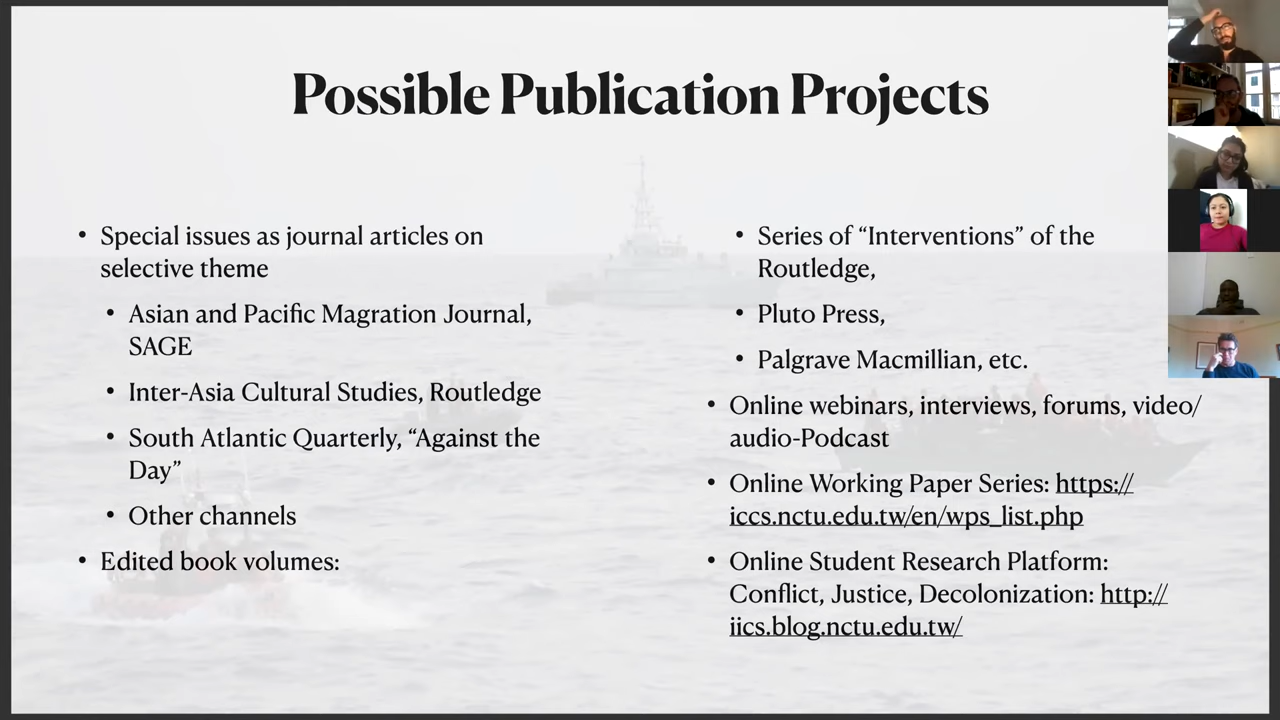 Possible Publication Projects
• Special issues as journal articles on
selective theme
• Asian and Pacific Magration Journal,
SAGE
• Inter-Asia Cultural Studies, Routledge
• South Atlantic Quarterly, “Against the
Day”
• Other channels
• Edited book volumes:
• Series of “Interventions” of the
Routledge,
• Pluto Press,
• Palgrave Macmillian, etc.
• Online webinars, interviews, forums, video/
audio-Podcast
• Online Working Paper Series: https://
iccs.nctu.edu.tw/en/wps_list.php
• Online Student Research Platform:
Conflict, Justice, Decolonization: http://
iics.blog.nctu.edu.tw/